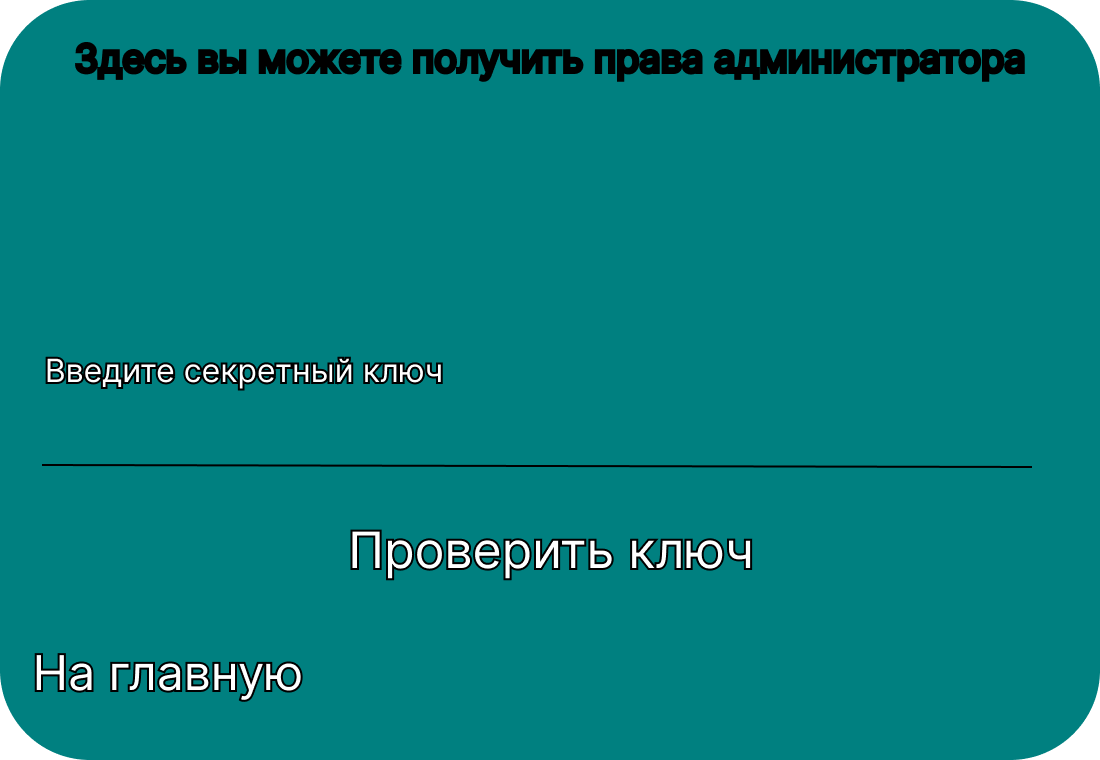 Здесь вы можете получить права администратора
Введите секретный ключ
Проверить ключ
На главную